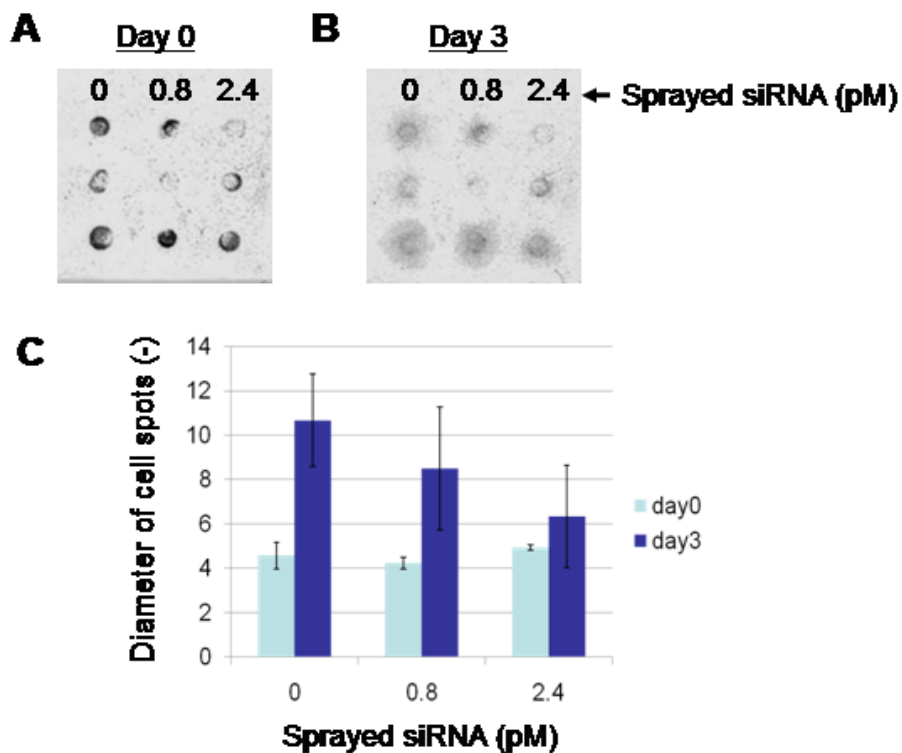 A
Day 0
0 0.8 2.4
B
Day 3
0 0.8 2.4 Sprayed siRNA (pM)
C
Diameter of cell spots (-)
14
12
10
8
6
4
2
0
0 0.8 2.4
Sprayed siRNA (pM)
day0
day3